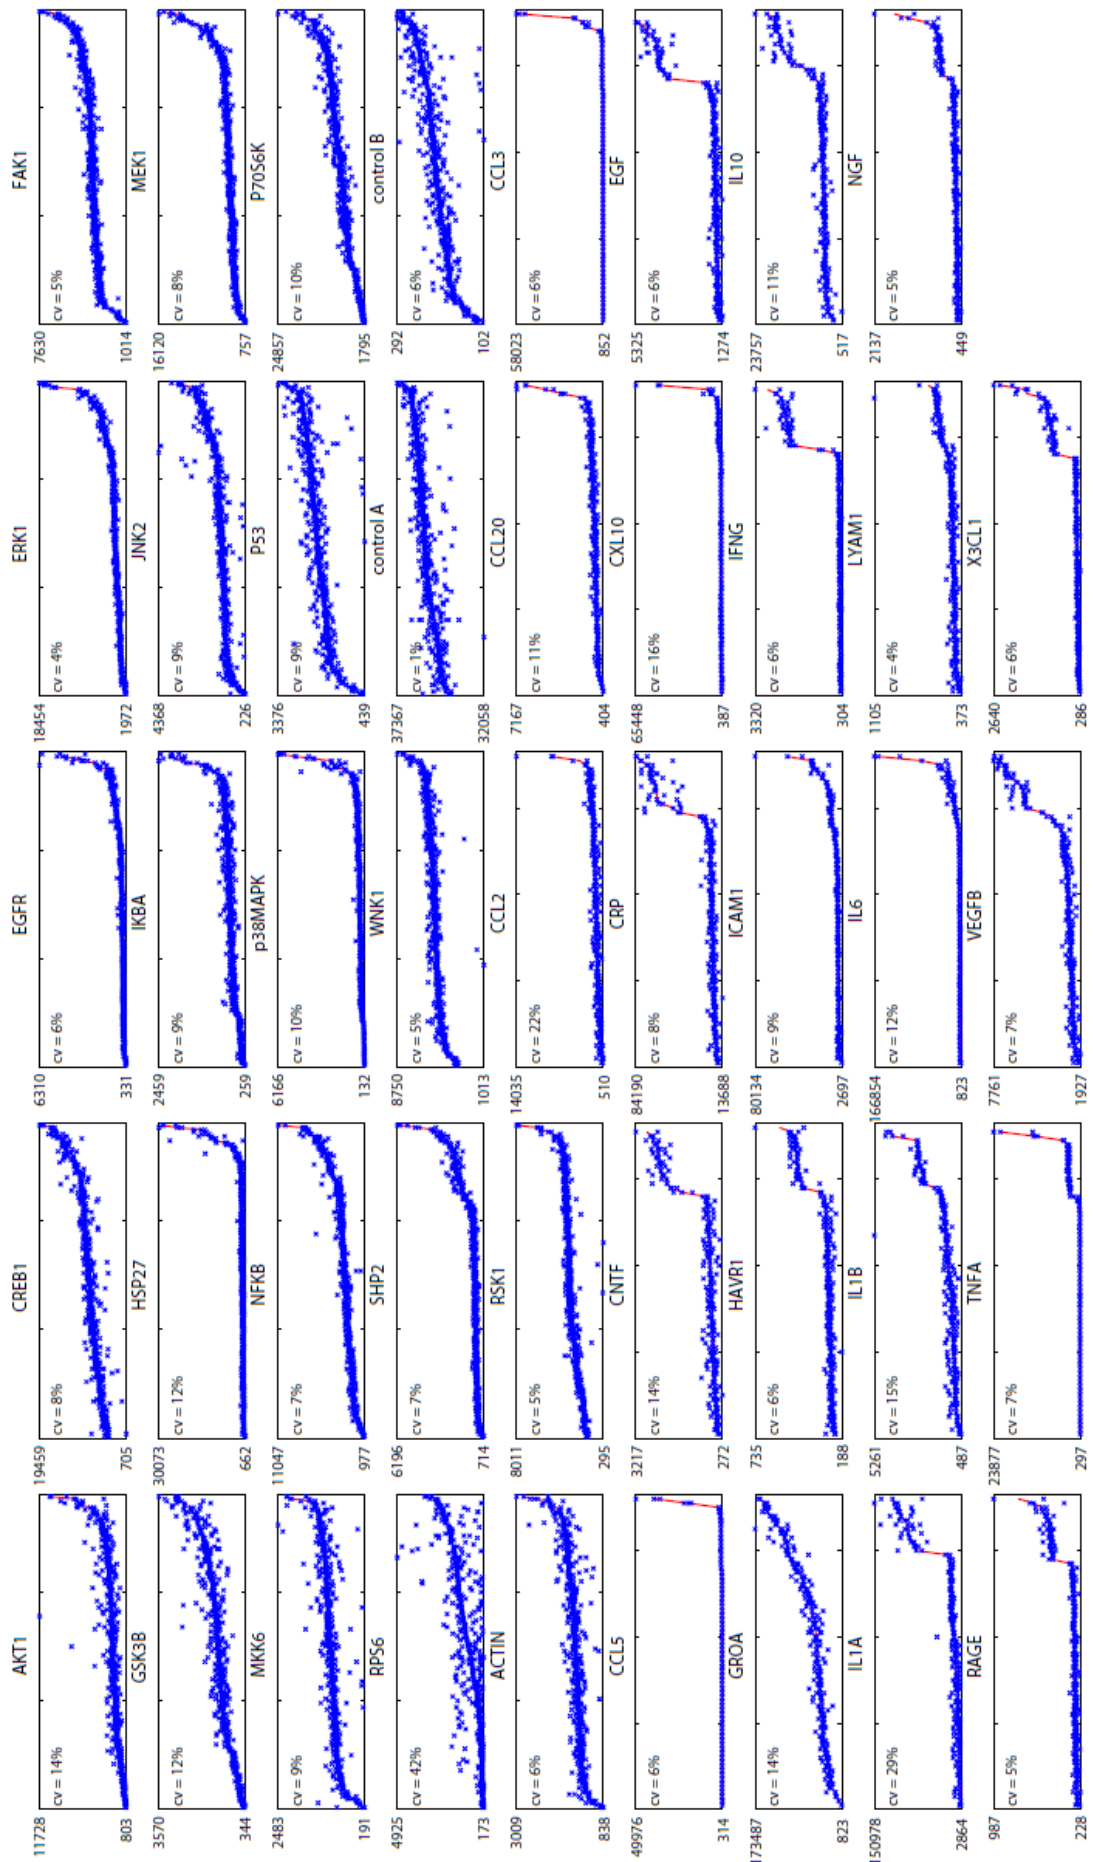 AKT1
11728
cv = 14%
803
CREB1
19459
cv = 8%
705
EGFR
6310
cv = 6%
331
ERK1
18454
cv = 4%
1972
FAK1
7630
cv = 5%
1014
GSK3B
3570
cv = 12%
344
HSP27
30073
cv = 12%
662
IKBA
2459
cv = 9%
259
JNK2
4368
cv = 9%
226
MEK1
16120
cv = 8%
757
MKK6
2483
cv = 9%
191
NFKB
11047
cv = 7%
977
p38MAPK
6166
cv = 10%
132
P53
3376
cv = 9%
439
P70S6K
24857
cv = 10%
1795
RPS6
4925
cv = 42%
173
SHP2
6196
cv = 7%
714
WNK1
8750
cv = 5%
1013
control A
37367
cv = 1%
32058
control B
292
cv = 6%
102
ACTIN
3009
cv = 6%
838
RSK1
8011
cv = 5%
295
CCL2
14035
cv = 22%
510
CCL20
7167
cv = 11%
404
CCL3
58023
cv = 6%
852
CCL5
49976
cv = 6%
314
CNTF
3217
cv = 14%
272
CRP
84190
cv = 8%
13688
CXL10
65448
cv = 16%
387
EGF
5325
cv = 6%
1274
GROA
173487
cv = 14%
823
HAVR1
735
cv = 6%
188
ICAM1
80134
cv = 9%
2697
IFNG
13320
cv = 6%
304
IL10
23757
cv = 11%
517
IL1A
150978
cv = 29%
2864
IL1B
5261
cv = 15%
487
IL6
166854
cv = 12%
823
LYAM1
1105
cv = 4%
373
NGF
2137
cv = 5%
449
RAGE
987
cv = 5%
228
TNFA
23877
cv = 7%
297
VEGFB
7761
cv = 7%
1927
X3CL1
2640
cv = 6%
286